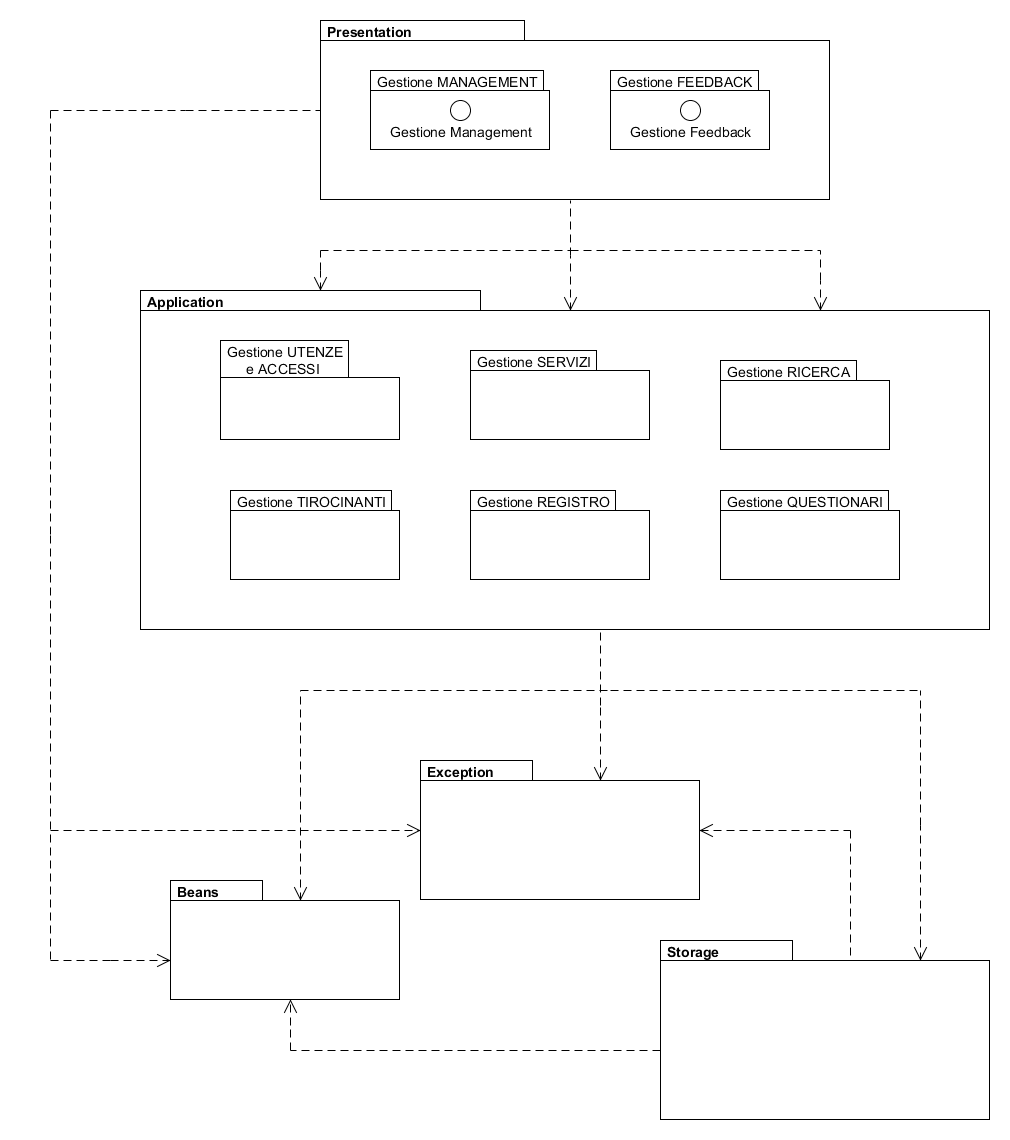 Presentation
Gestione MANAGEMENT
Gestione FEEDBACK
Gestione Management
Gestione Feedback
Application
Gestione UTENZE
e ACCESSI
Gestione SERVIZI
Gestione RICERCA
Gestione TIROCINANTI
Gestione REGISTRO
Gestione QUESTIONARI
Exception
Beans
Storage